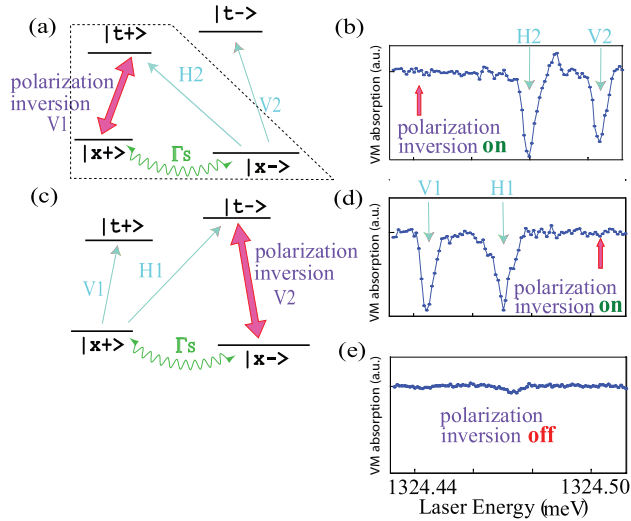 (a)
|t+>
|t->
polarization
inversion
V1
H2
V2
|x+>
Γs
|x->
(b)
VM absorption (a.u.)
H2
V2
polarization
inversion on
(c)
|t+>
|t->
V1
H1
polarization
inversion
V2
|x+>
Γs
|x->
(d)
VM absorption (a.u.)
V1
H1
polarization
inversion on
(e)
VM absorption (a.u.)
polarization
inversion off
1324.44
1324.50
Laser Energy (meV)